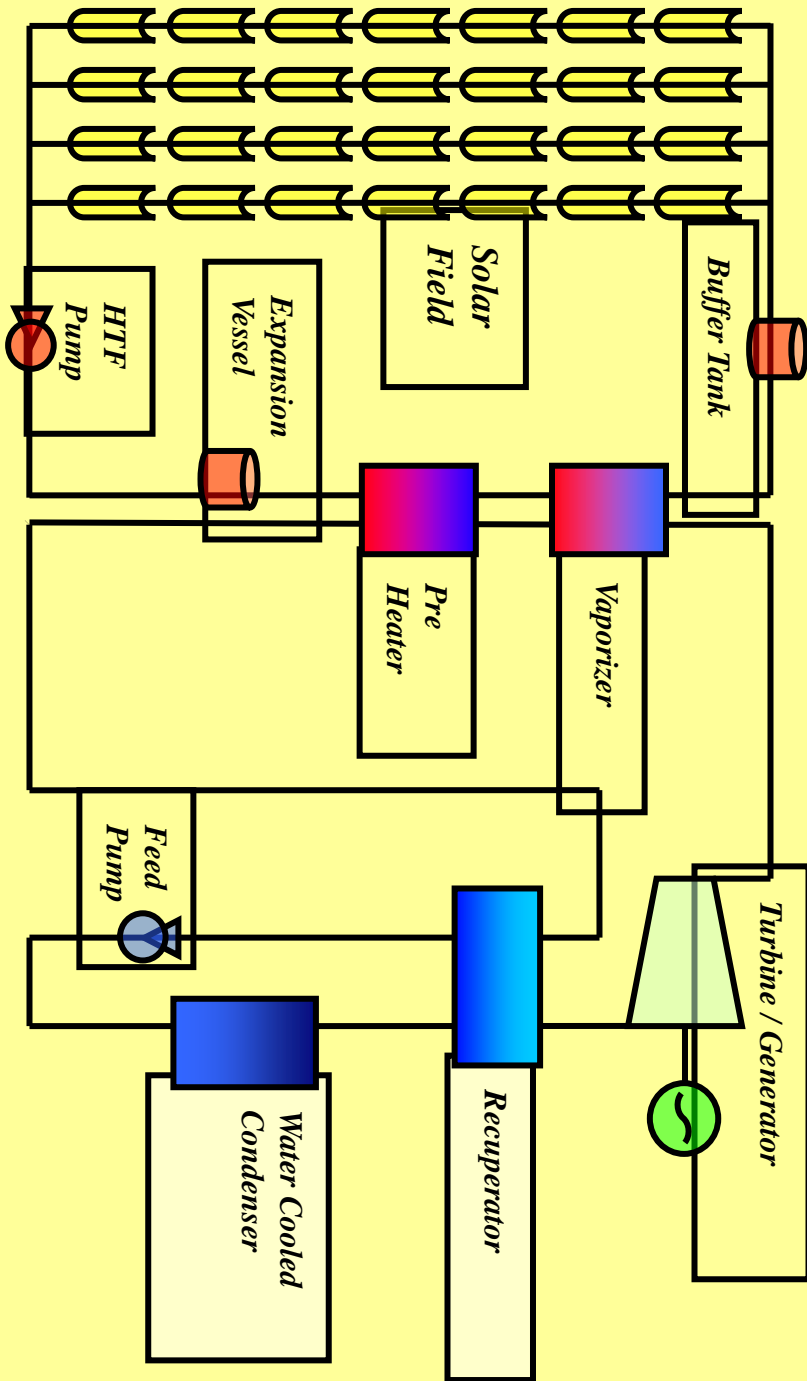 Solar
Field
Buffer Tank
HTF
Pump
Expansion
Vessel
Pre
Heater
Vaporizer
Feed
Pump
Turbine / Generator
Recuperator
Water Cooled
Condenser